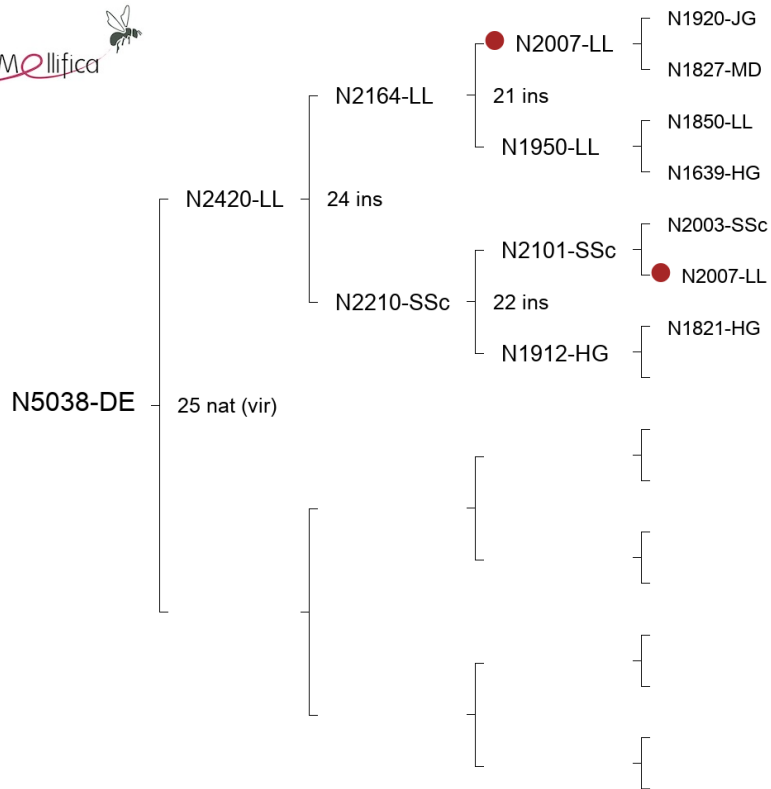 Mellifica
N1920-JG
N2007-LL
N1827-MD
N2164-LL
21 ins
N1850-LL
N1950-LL
N1639-HG
N2420-LL
24 ins
N2003-SSc
N2101-SSc
N2007-LL
N2210-SSc
22 ins
N1821-HG
N1912-HG
N5038-DE
25 nat (vir)